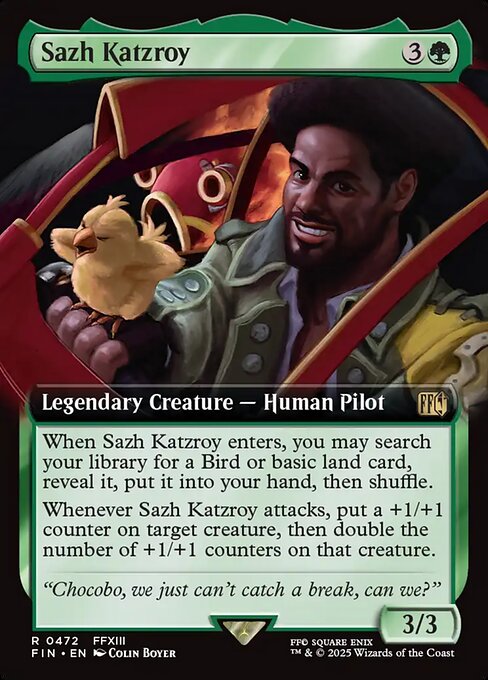 Sazh Katzroy 3
Legendary Creature — Human Pilot
FFXIII
When Sazh Katzroy enters, you may search
your library for a Bird or basic land card,
reveal it, put it into your hand, then shuffle.
Whenever Sazh Katzroy attacks, put a +1/+1
counter on target creature, then double the
number of +1/+1 counters on that creature.
“Chocobo, we just can’t catch a break, can we?”
3/3
R 0472 FFXIII
FIN • EN Colin Boyer
FF© SQUARE ENIX
™ & © 2025 Wizards of the Coast